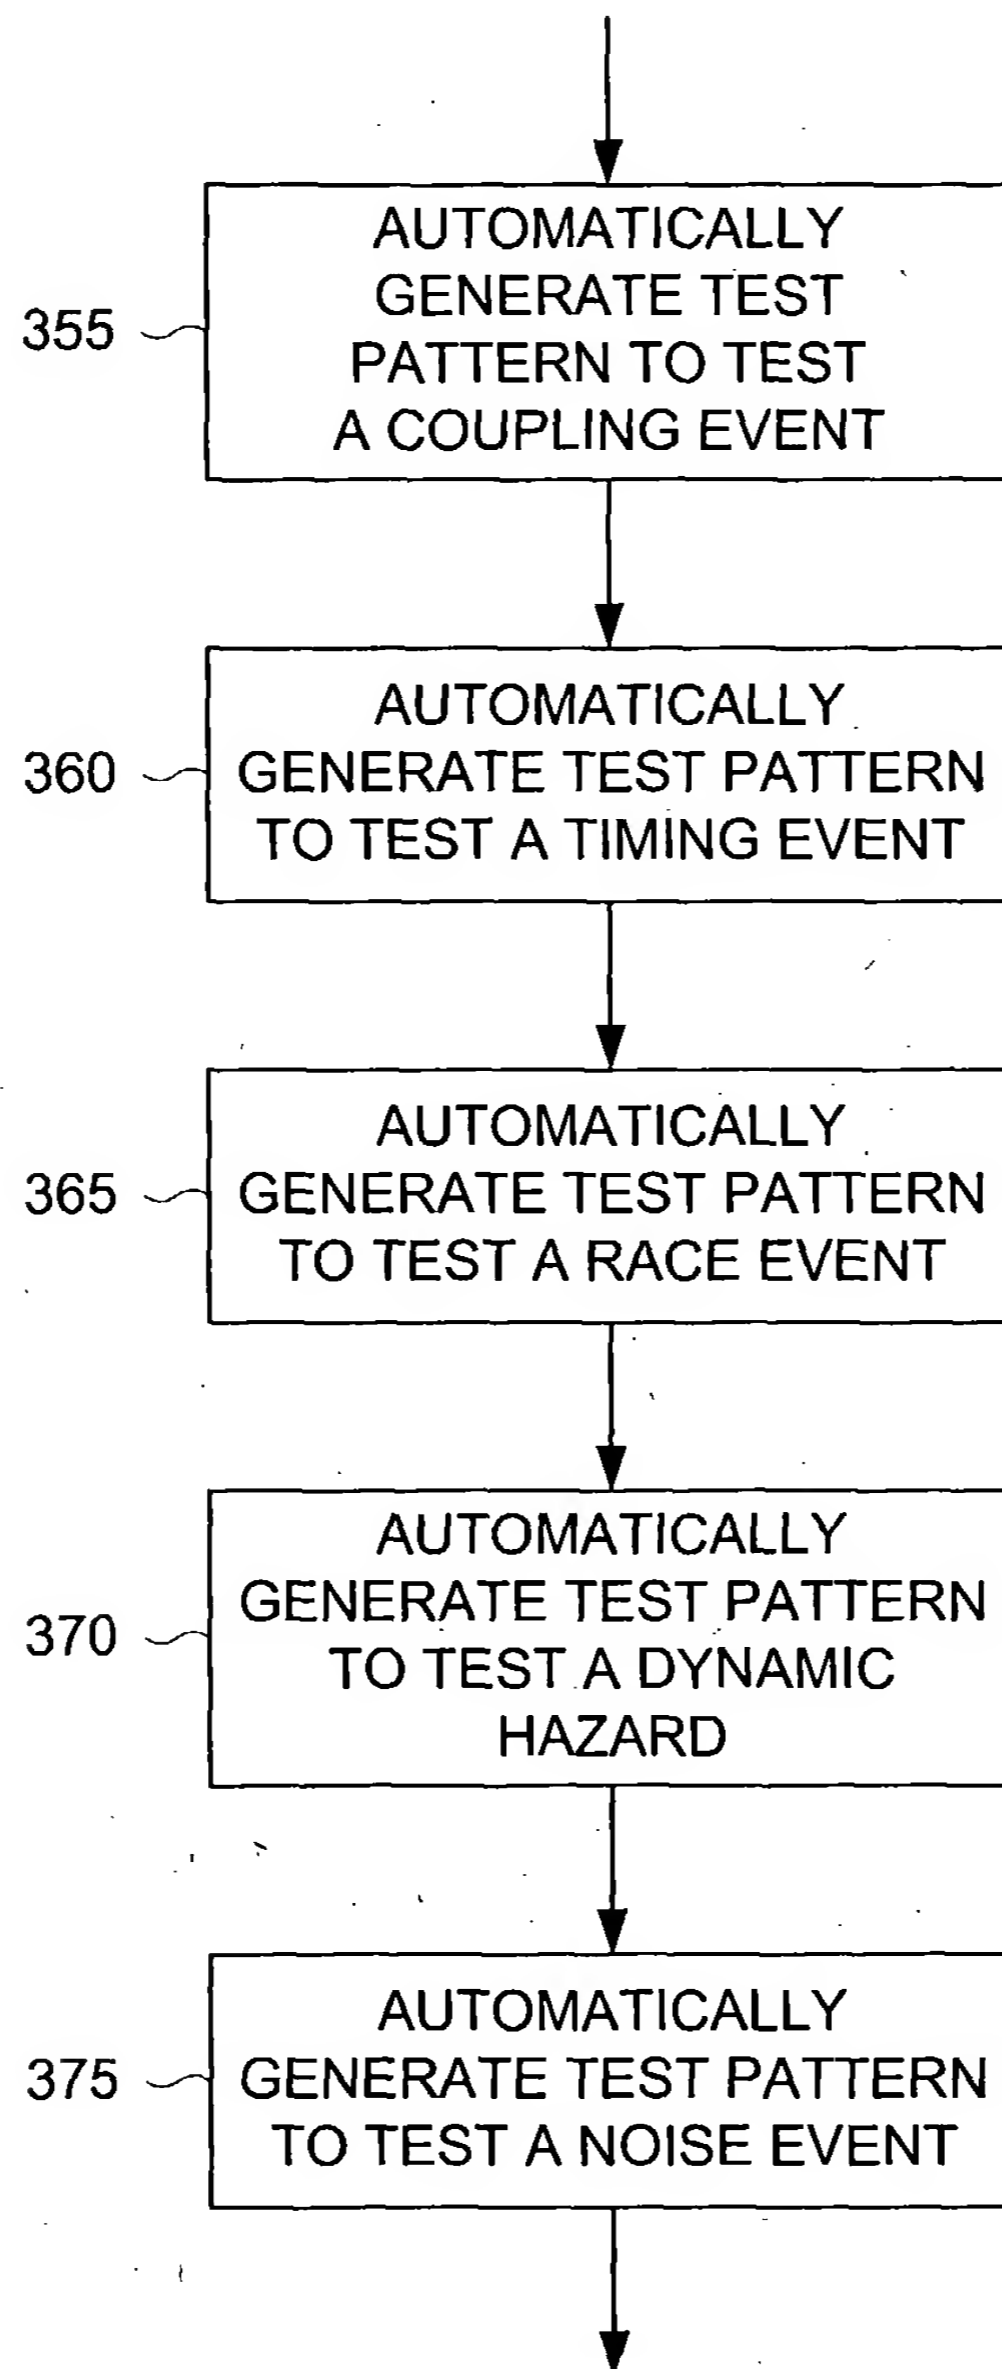 AUTOMATICALLY
GENERATE TEST
PATTERN TO TEST
A COUPLING EVENT
355
AUTOMATICALLY
GENERATE TEST PATTERN
TO TEST A TIMING EVENT
360
AUTOMATICALLY
GENERATE TEST PATTERN
TO TEST A RACE EVENT
365
AUTOMATICALLY
GENERATE TEST PATTERN
TO TEST A DYNAMIC
HAZARD
370
AUTOMATICALLY
GENERATE TEST PATTERN
TO TEST A NOISE EVENT
375